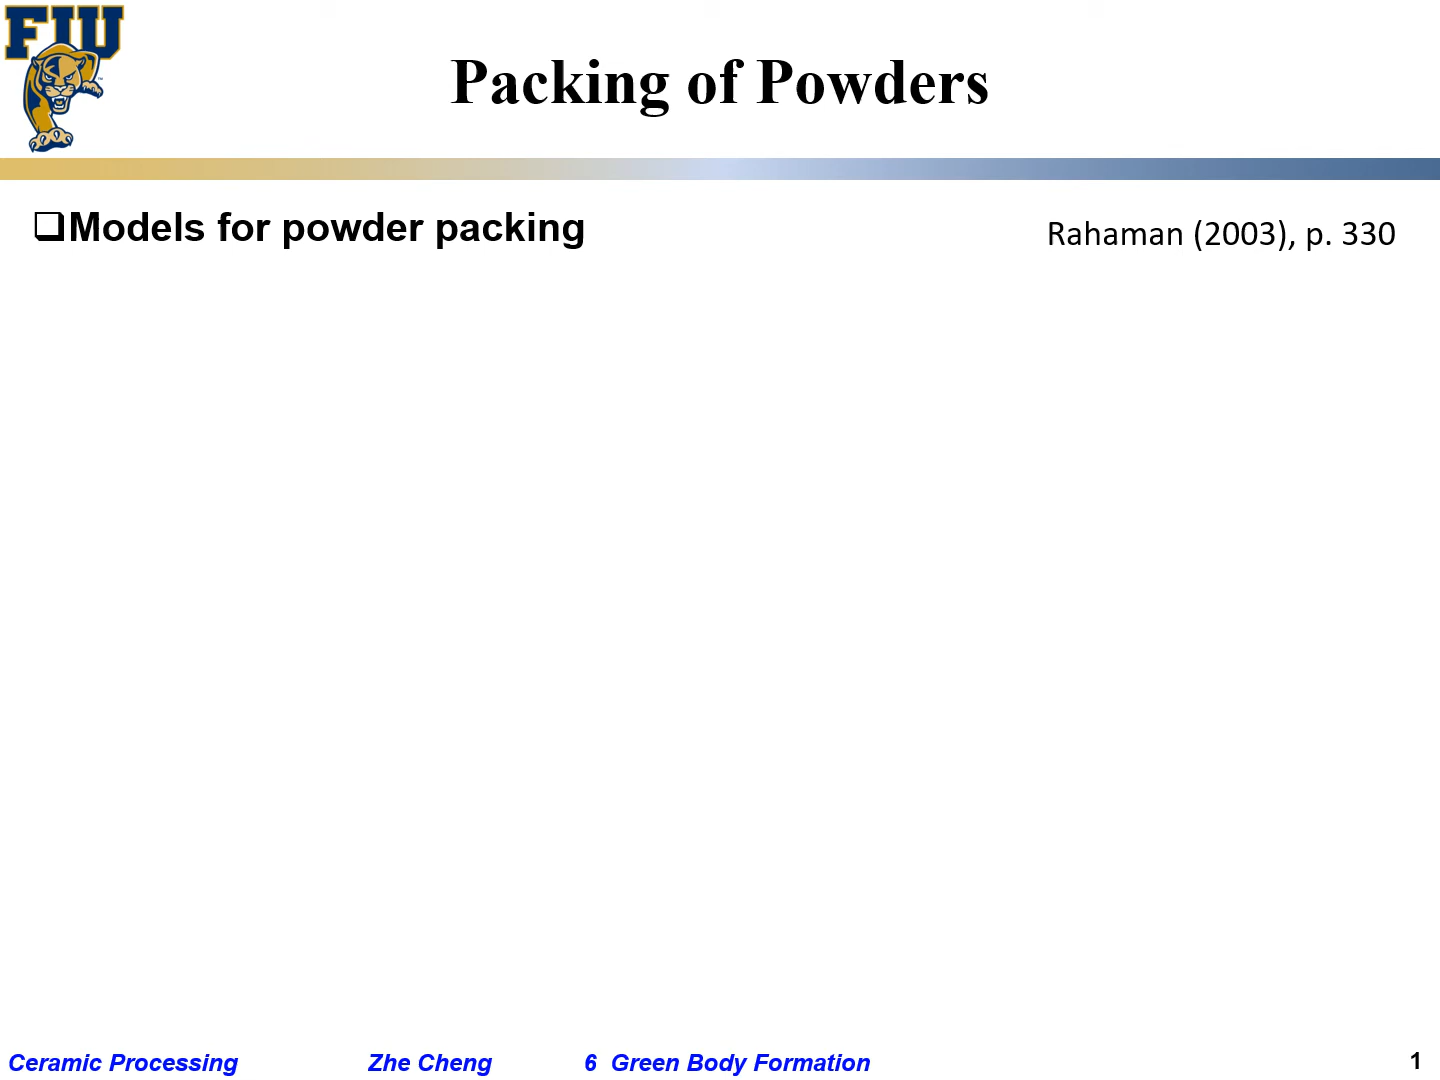 FIU
Packing of Powders
Models for powder packing
Rahaman (2003), p. 330
Ceramic Processing Zhe Cheng 6 Green Body Formation 1